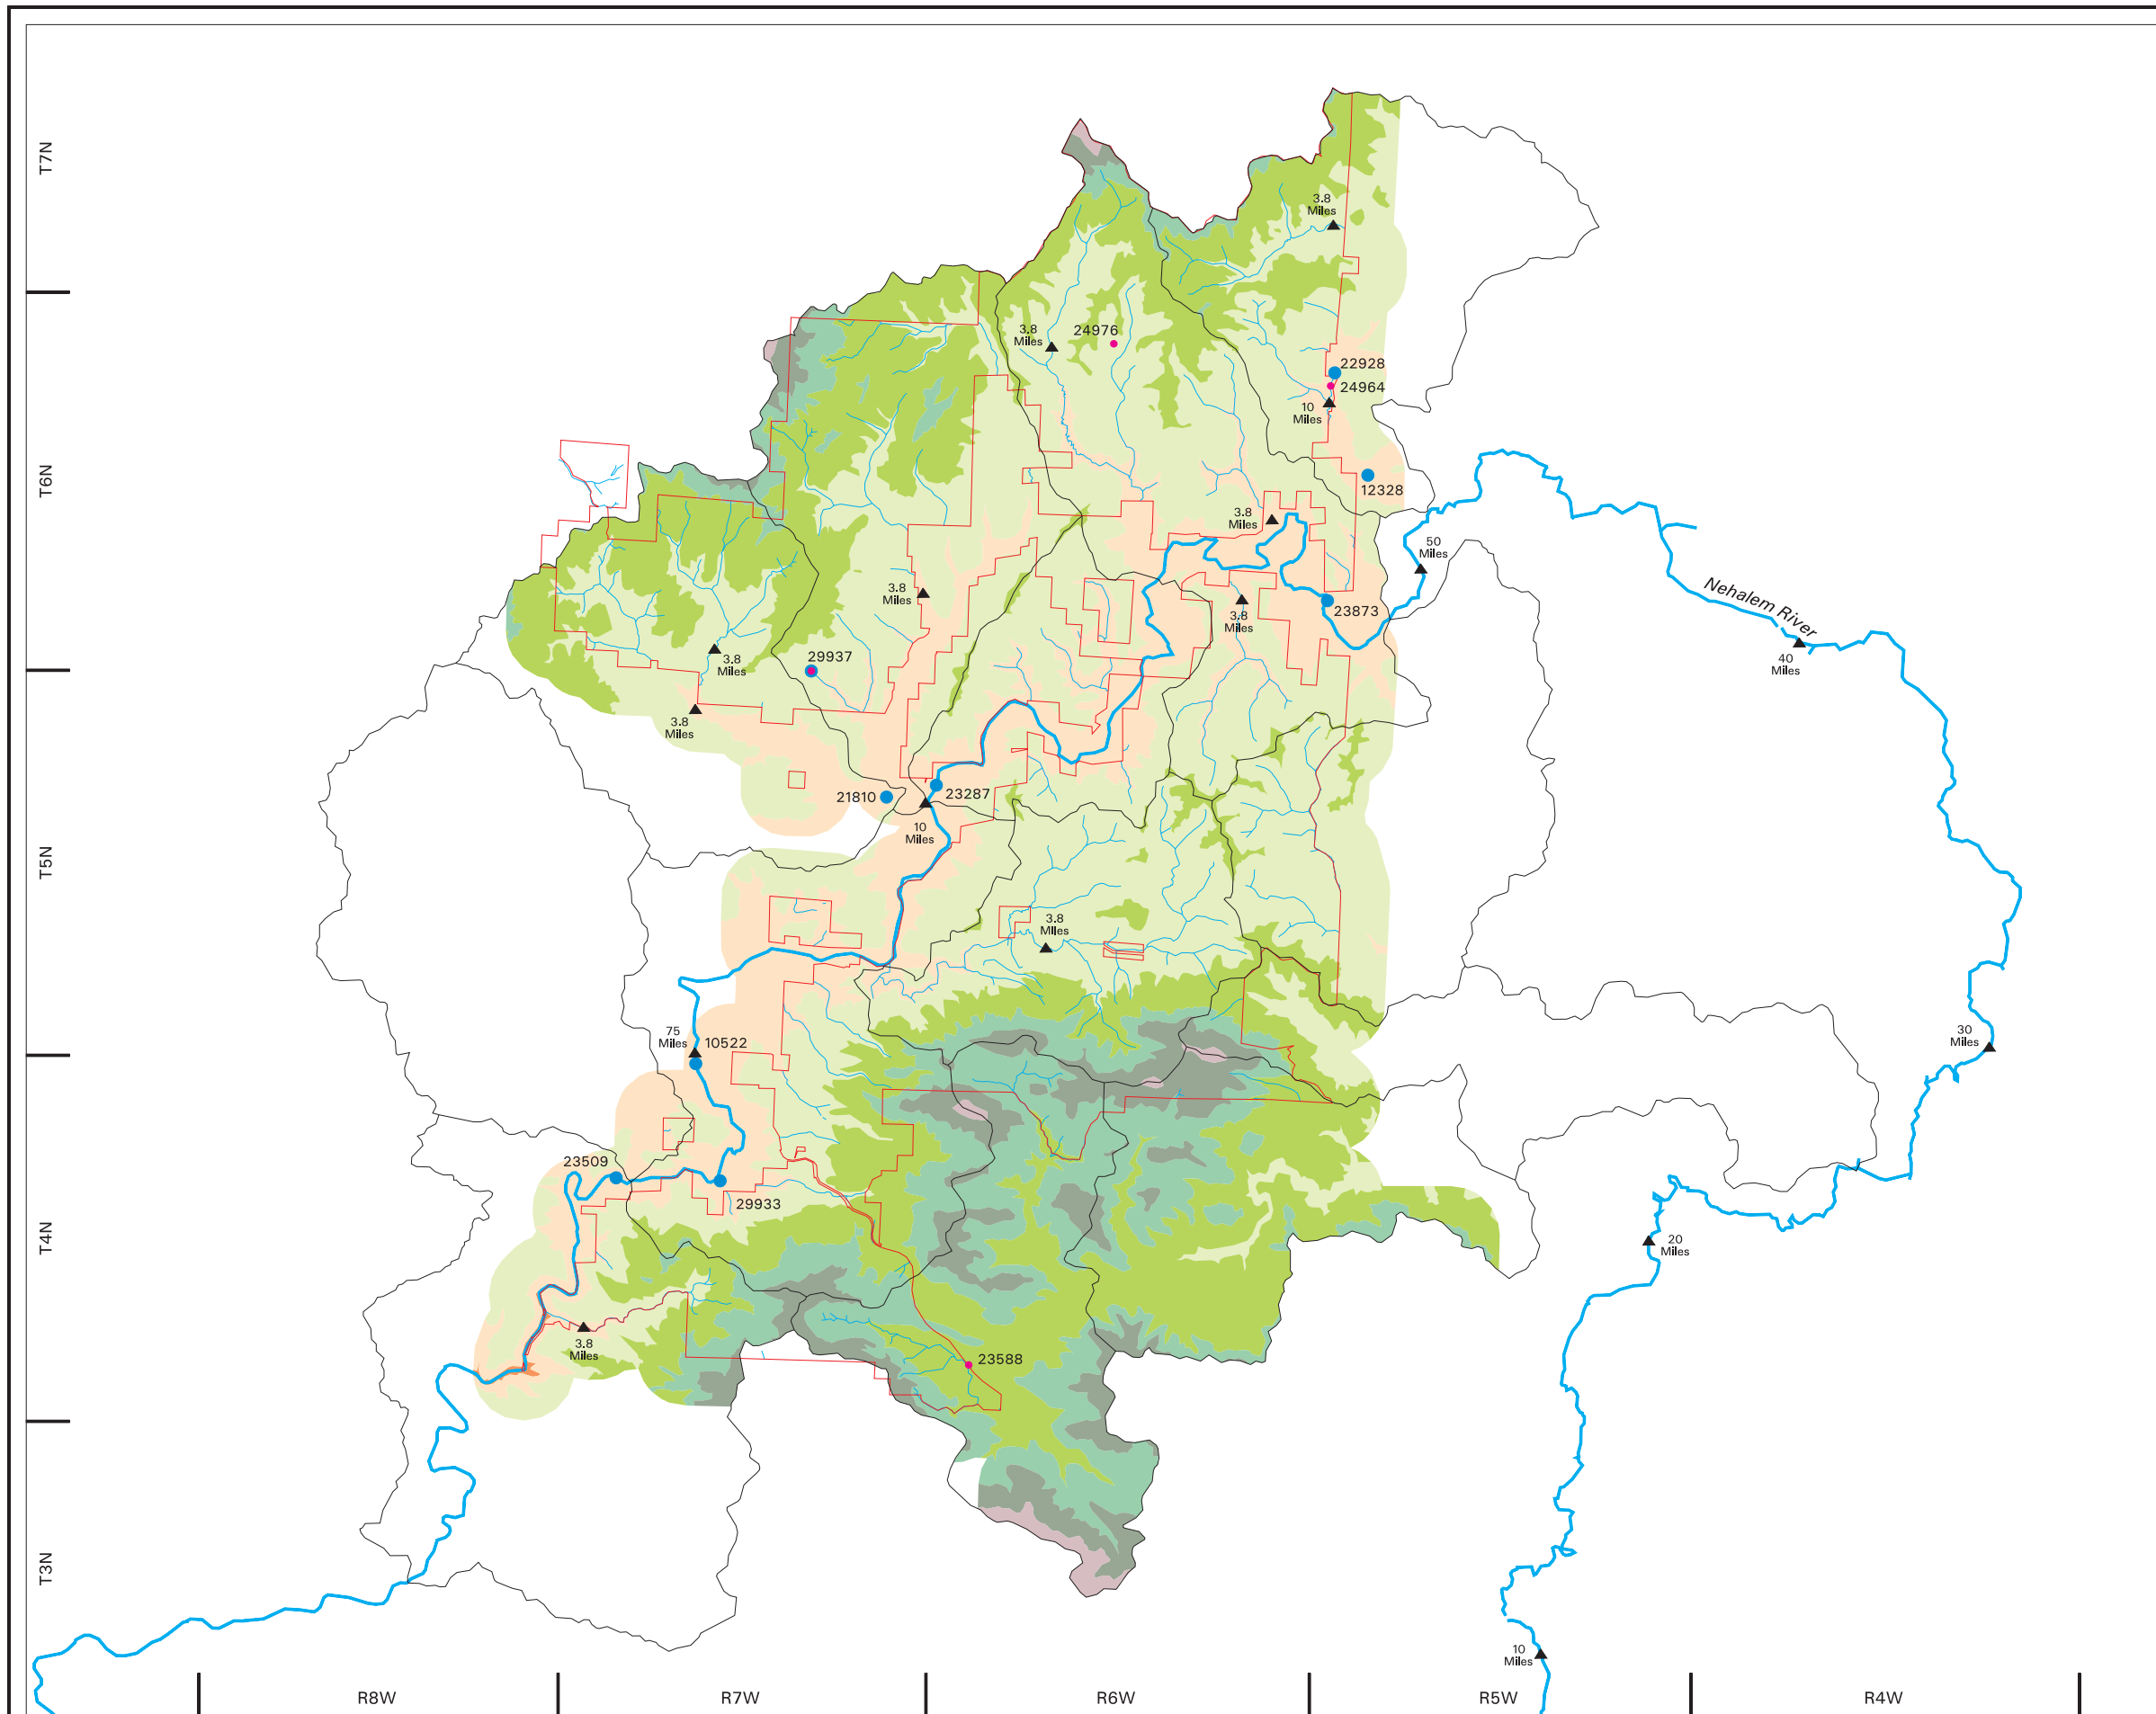 T7N
3.8
Miles
3.8
Miles
24976
22928
24964
10
Miles
T6N
12328
3.8
Miles
50
Miles
3.8
Miles
Nehalem River
23873
3.8
Miles
40
Miles
29937
3.8
Miles
3.8
Miles
21810
23287
10
Miles
T5N
3.8
Miles
75
Miles
10522
30
Miles
23509
29933
T4N
20
Miles
3.8
Miles
23588
T3N
10
Miles
R8W
R7W
R6W
R5W
R4W